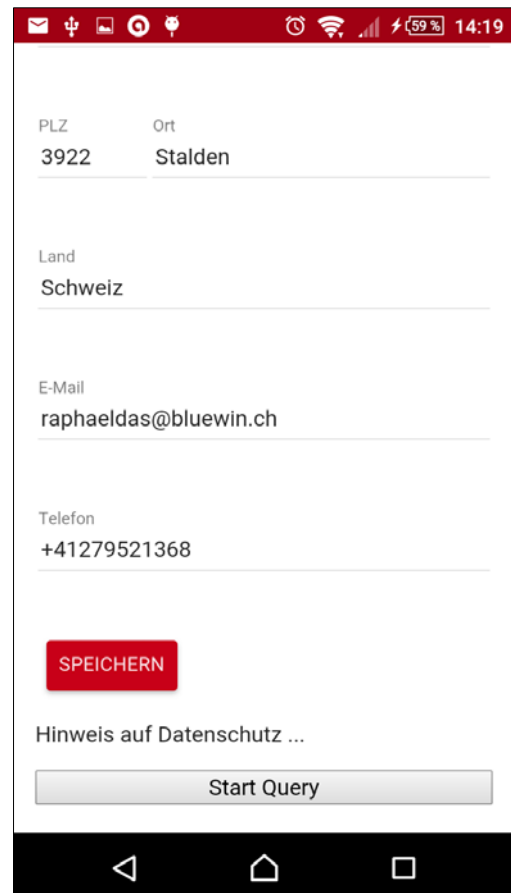 59 % 14:19
PLZ Ort
3922 Stalden
Land
Schweiz
E-Mail
raphaeldas@bluewin.ch
Telefon
+41279521368
SPEICHERN
Hinweis auf Datenschutz ...
Start Query